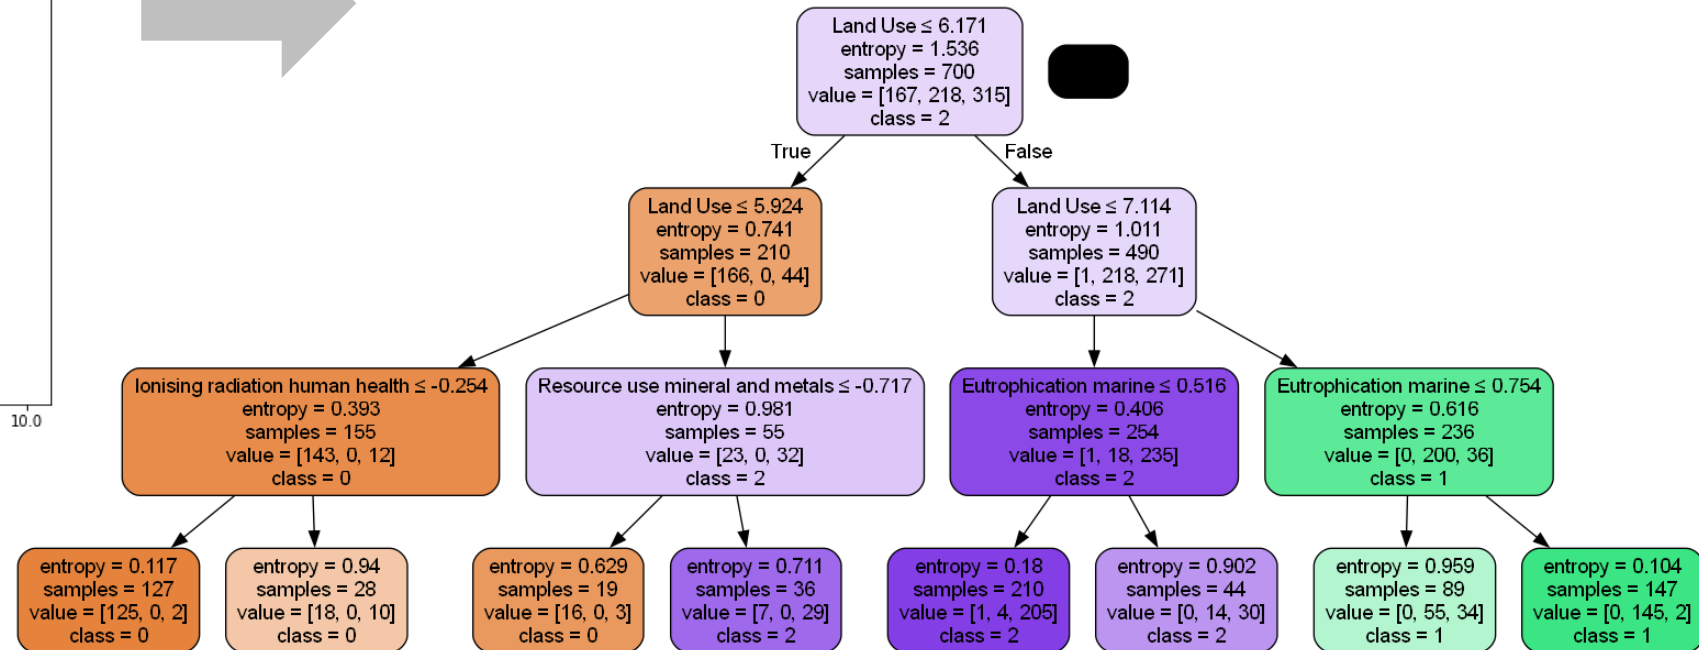 Land Use ≤ 6.171
entropy = 1.536
samples = 700
value = [167, 218, 315]
class = 2
True
False
Land Use ≤ 5.924
entropy = 0.741
samples = 210
value = [166, 0, 44]
class = 0
Land Use ≤ 7.114
entropy = 1.011
samples = 490
value = [1, 218, 271]
class = 2
10.0
Ionising radiation human health ≤ -0.254
entropy = 0.393
samples = 155
value = [143, 0, 12]
class = 0
Resource use mineral and metals ≤ -0.717
entropy = 0.981
samples = 55
value = [23, 0, 32]
class = 2
Eutrophication marine ≤ 0.516
entropy = 0.406
samples = 254
value = [1, 18, 235]
class = 2
Eutrophication marine ≤ 0.754
entropy = 0.616
samples = 236
value = [0, 200, 36]
class = 1
entropy = 0.117
samples = 127
value = [125, 0, 2]
class = 0
entropy = 0.94
samples = 28
value = [18, 0, 10]
class = 0
entropy = 0.629
samples = 19
value = [16, 0, 3]
class = 0
entropy = 0.711
samples = 36
value = [7, 0, 29]
class = 2
entropy = 0.18
samples = 210
value = [1, 4, 205]
class = 2
entropy = 0.902
samples = 44
value = [0, 14, 30]
class = 2
entropy = 0.959
samples = 89
value = [0, 55, 34]
class = 1
entropy = 0.104
samples = 147
value = [0, 145, 2]
class = 1